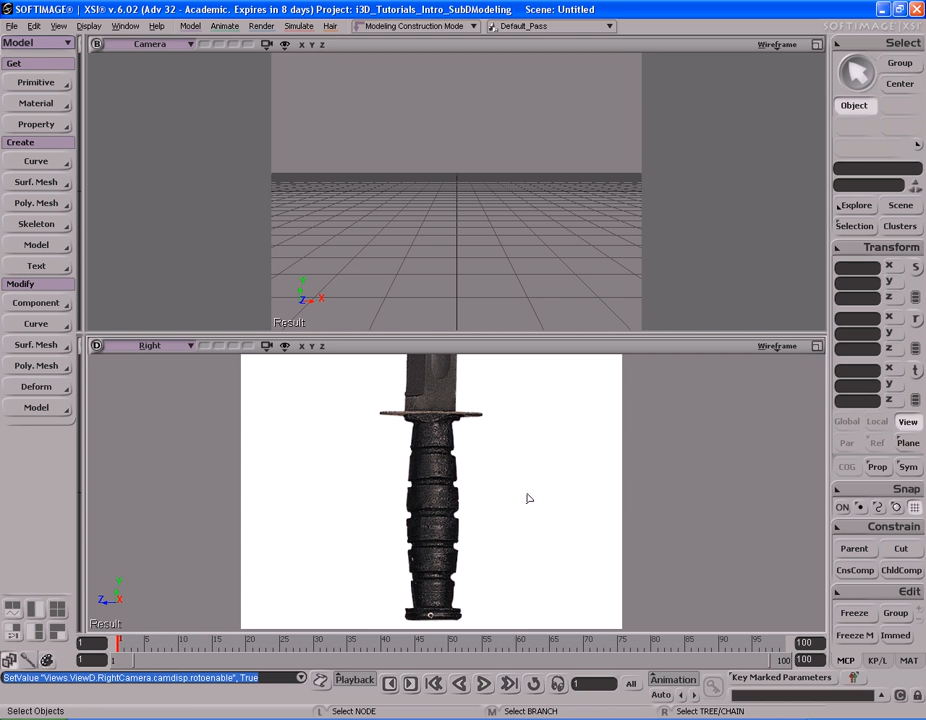 SOFTIMAGE® | XSI® v.6.02 (Adv 32 - Academic. Expires in 8 days) Project: i3D_Tutorials_Intro_SubDModeling Scene: Untitled
File Edit View Display Window Help Model Animate Render Simulate Hair Modeling Construction Mode Default_Pass SOFTIMAGE®|XSI
Model
Get
Primitive
Material
Property
Create
Curve
Surf. Mesh
Poly. Mesh
Skeleton
Model
Text
Modify
Component
Curve
Surf. Mesh
Poly. Mesh
Deform
Model
B Camera X Y Z Wireframe
Z X
Result
D Right X Y Z Wireframe
Y
Z X
Result
Select
Group
Center
Object
Explore Scene
Selection Clusters
Transform
x s
y
z
x r
y
z
x t
y
z
Global Local View
Par Ref Plane
COG Prop Sym
Snap
ON
Constrain
Parent Cut
CnsComp ChldComp
Edit
Freeze Group
Freeze M Immed
MCP KP/L MAT
1 1 5 10 15 20 25 30 35 40 45 50 55 60 65 70 75 80 85 90 95 100
1 1 100 100
SetValue "Views.ViewD.RightCamera.camdisp.rotoenable", True Playback 1 All Animation Key Marked Parameters
Auto
Select Objects L Select NODE M Select BRANCH R Select TREE/CHAIN